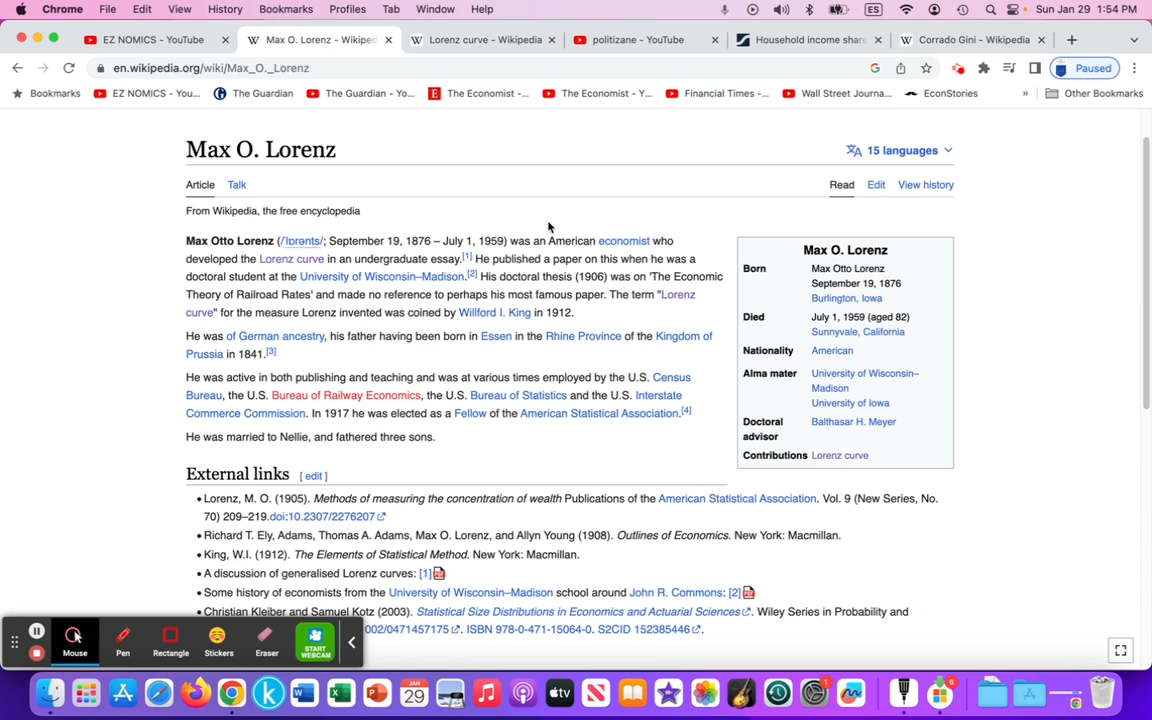 Chrome File Edit View History Bookmarks Profiles Tab Window Help ES Sun Jan 29 1:54 PM
EZ NOMICS - YouTube × Max O. Lorenz - Wikiped × Lorenz curve - Wikipedia × politizane - YouTube × Household income share × Corrado Gini - Wikipedia × +
en.wikipedia.org/wiki/Max_O._Lorenz Paused
Bookmarks EZ NOMICS - You... The Guardian The Guardian - Yo... The Economist -... The Economist - Y... Financial Times -... Wall Street Journa... EconStories » Other Bookmarks
Max O. Lorenz
15 languages
Article Talk Read Edit View history
From Wikipedia, the free encyclopedia
Max Otto Lorenz (/ˈlɒrənts/; September 19, 1876 – July 1, 1959) was an American economist who
developed the Lorenz curve in an undergraduate essay.[1] He published a paper on this when he was a
doctoral student at the University of Wisconsin–Madison.[2] His doctoral thesis (1906) was on 'The Economic
Theory of Railroad Rates' and made no reference to perhaps his most famous paper. The term "Lorenz
curve" for the measure Lorenz invented was coined by Willford I. King in 1912.
He was of German ancestry, his father having been born in Essen in the Rhine Province of the Kingdom of
Prussia in 1841.[3]
He was active in both publishing and teaching and was at various times employed by the U.S. Census
Bureau, the U.S. Bureau of Railway Economics, the U.S. Bureau of Statistics and the U.S. Interstate
Commerce Commission. In 1917 he was elected as a Fellow of the American Statistical Association.[4]
He was married to Nellie, and fathered three sons.
Max O. Lorenz
Born Max Otto Lorenz
September 19, 1876
Burlington, Iowa
Died July 1, 1959 (aged 82)
Sunnyvale, California
Nationality American
Alma mater University of Wisconsin–
Madison
University of Iowa
Doctoral Balthasar H. Meyer
advisor
Contributions Lorenz curve
External links [ edit ]
• Lorenz, M. O. (1905). Methods of measuring the concentration of wealth Publications of the American Statistical Association. Vol. 9 (New Series, No.
70) 209–219.doi:10.2307/2276207
• Richard T. Ely, Adams, Thomas A. Adams, Max O. Lorenz, and Allyn Young (1908). Outlines of Economics. New York: Macmillan.
• King, W.I. (1912). The Elements of Statistical Method. New York: Macmillan.
• A discussion of generalised Lorenz curves: [1]
• Some history of economists from the University of Wisconsin–Madison school around John R. Commons: [2]
• Christian Kleiber and Samuel Kotz (2003). Statistical Size Distributions in Economics and Actuarial Sciences. Wiley Series in Probability and
002/0471457175. ISBN 978-0-471-15064-0. S2CID 152385446.
Mouse Pen Rectangle Stickers Eraser START
WEBCAM
JAN
29
1
6